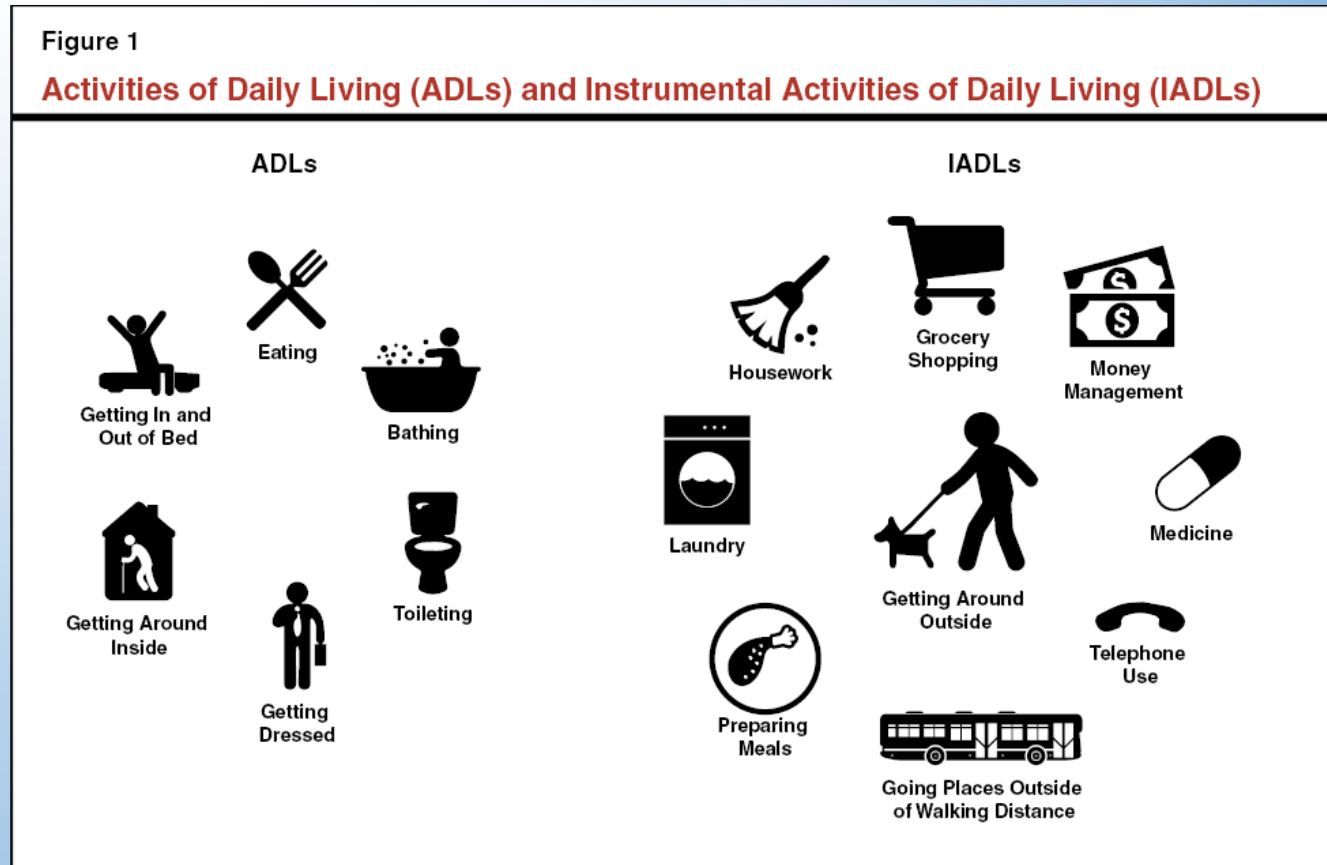 Figure 1
Activities of Daily Living (ADLs) and Instrumental Activities of Daily Living (IADLs)
ADLs
Eating
Getting In and
Out of Bed
Bathing
Getting Around
Inside
Toileting
Getting
Dressed
IADLs
Housework
Grocery
Shopping
$
$
Money
Management
Laundry
Getting Around
Outside
Medicine
Preparing
Meals
Telephone
Use
Going Places Outside
of Walking Distance